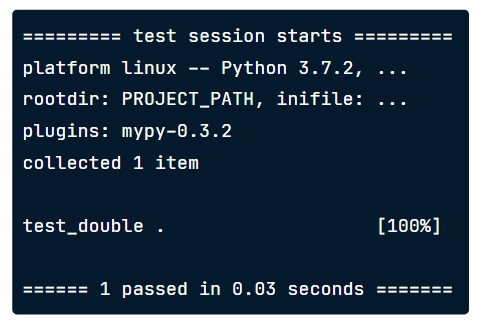 ========= test session starts =========
platform linux -- Python 3.7.2, ...
rootdir: PROJECT_PATH, inifile: ...
plugins: mypy-0.3.2
collected 1 item
test_double .                   [100%]
====== 1 passed in 0.03 seconds =======